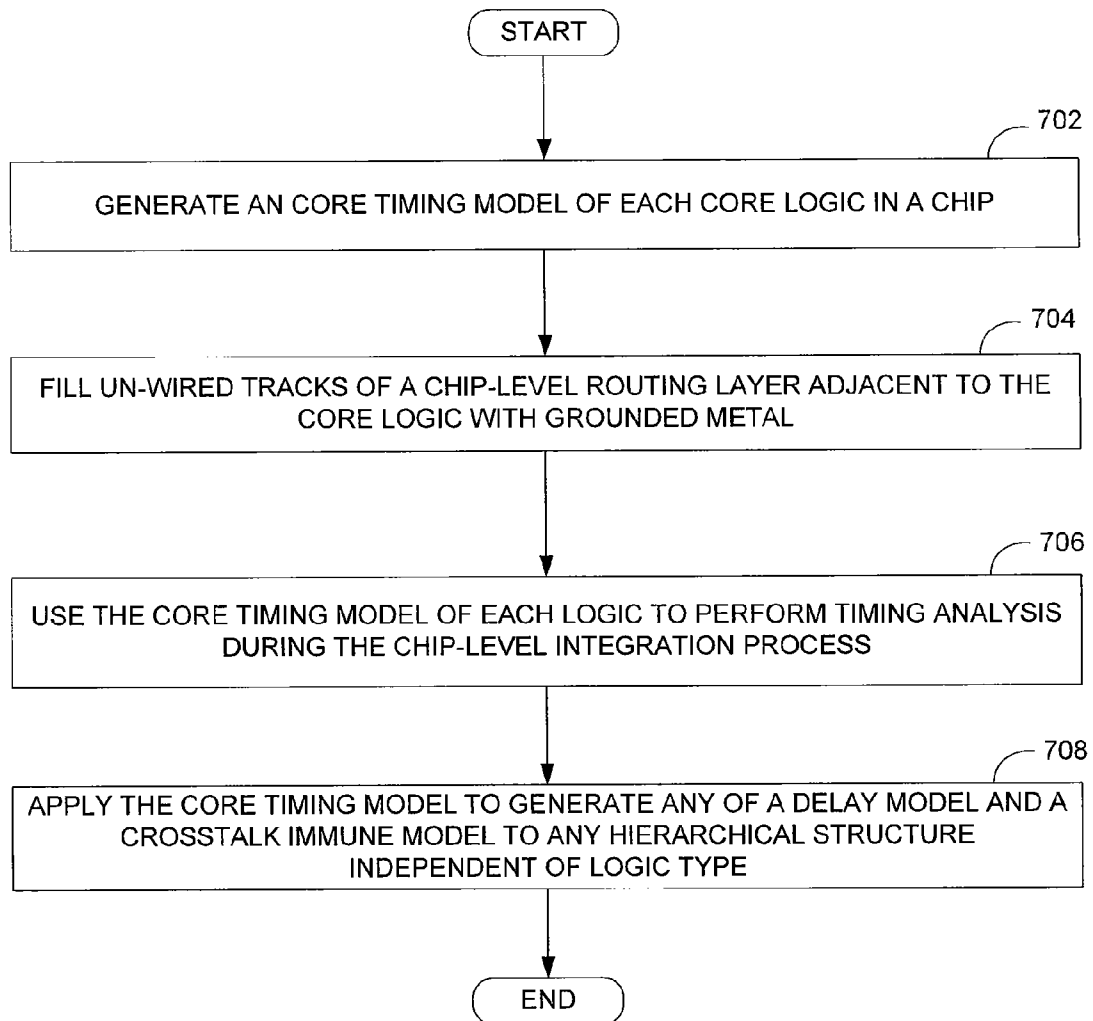 START
702
GENERATE AN CORE TIMING MODEL OF EACH CORE LOGIC IN A CHIP
704
FILL UN-WIRED TRACKS OF A CHIP-LEVEL ROUTING LAYER ADJACENT TO THE
CORE LOGIC WITH GROUNDED METAL
706
USE THE CORE TIMING MODEL OF EACH LOGIC TO PERFORM TIMING ANALYSIS
DURING THE CHIP-LEVEL INTEGRATION PROCESS
708
APPLY THE CORE TIMING MODEL TO GENERATE ANY OF A DELAY MODEL AND A
CROSSTALK IMMUNE MODEL TO ANY HIERARCHICAL STRUCTURE
INDEPENDENT OF LOGIC TYPE
END